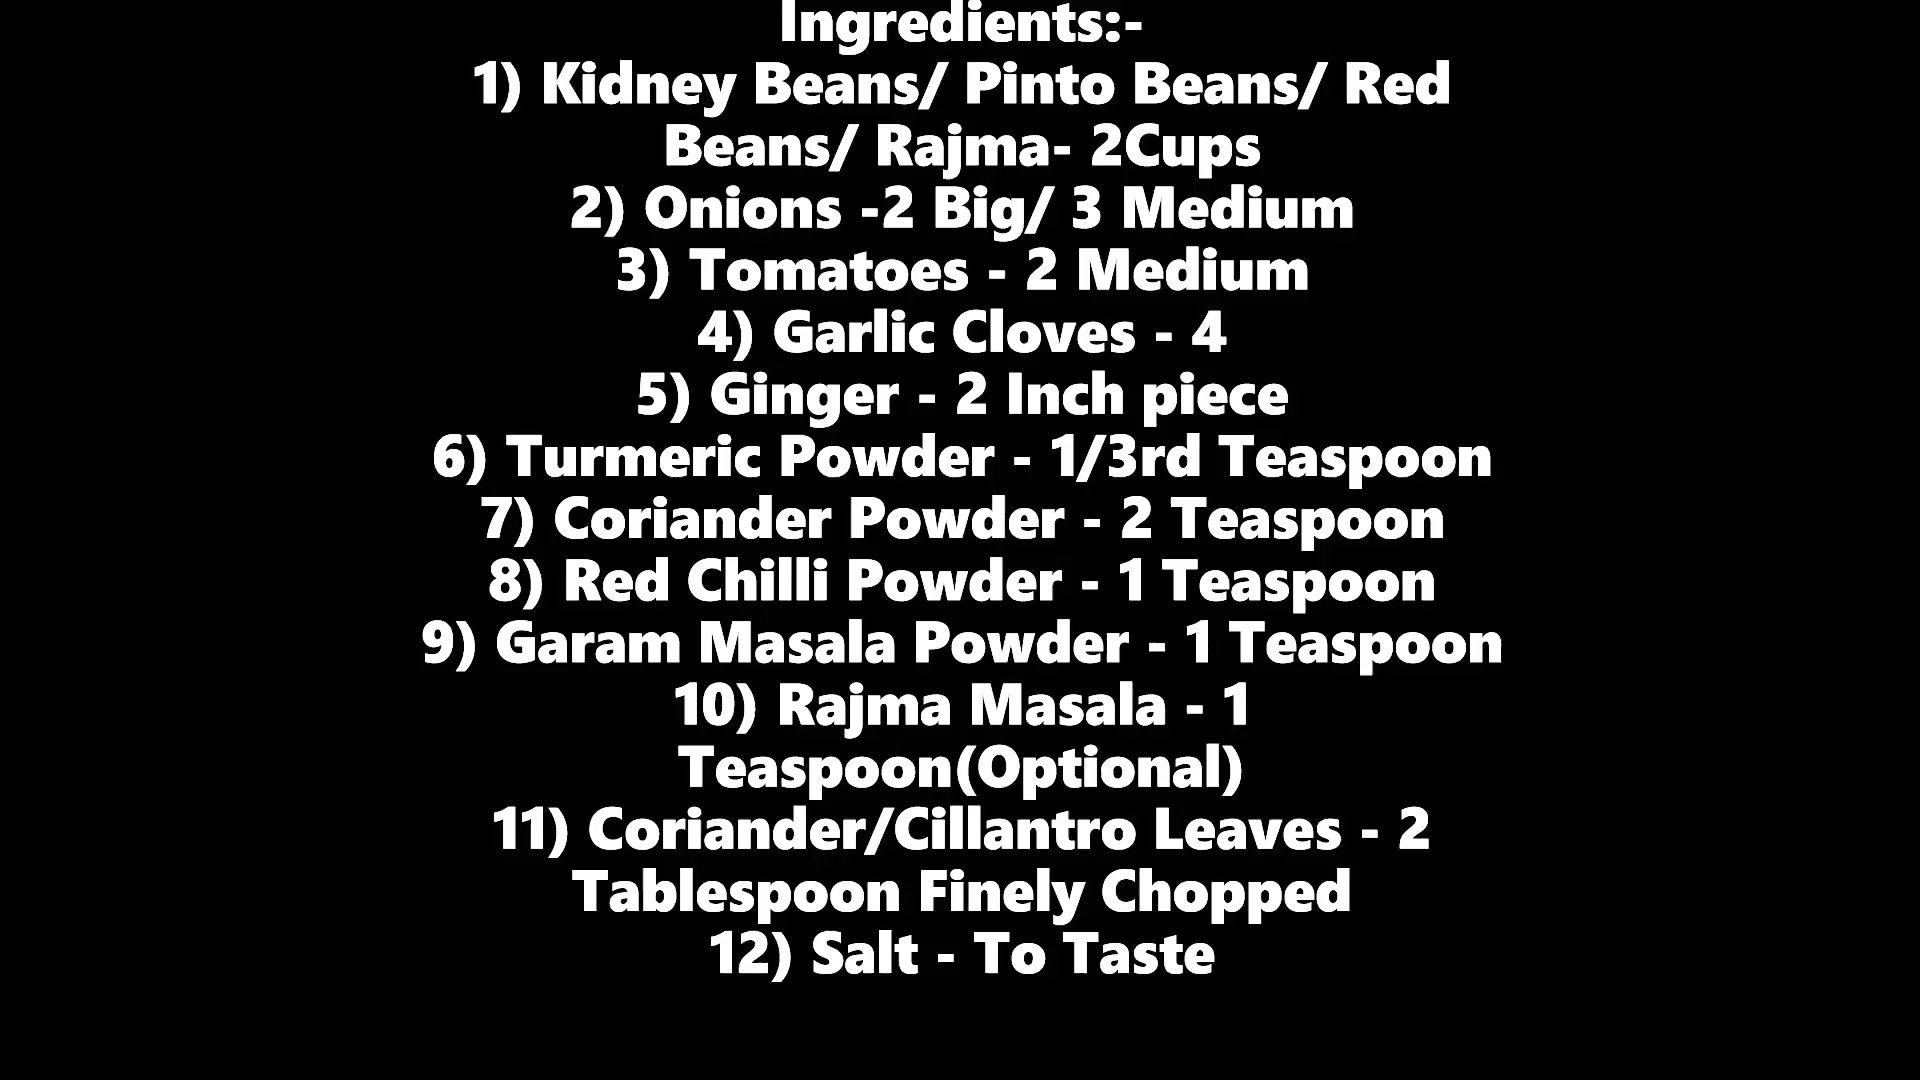 Ingredients:-
1) Kidney Beans/ Pinto Beans/ Red
Beans/ Rajma- 2Cups
2) Onions -2 Big/ 3 Medium
3) Tomatoes - 2 Medium
4) Garlic Cloves - 4
5) Ginger - 2 Inch piece
6) Turmeric Powder - 1/3rd Teaspoon
7) Coriander Powder - 2 Teaspoon
8) Red Chilli Powder - 1 Teaspoon
9) Garam Masala Powder - 1 Teaspoon
10) Rajma Masala - 1
Teaspoon(Optional)
11) Coriander/Cillantro Leaves - 2
Tablespoon Finely Chopped
12) Salt - To Taste